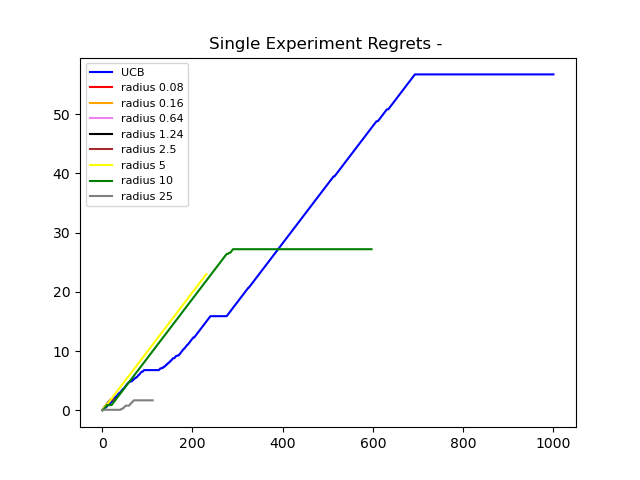 Single Experiment Regrets -
UCB
radius 0.08
radius 0.16
radius 0.64
radius 1.24
radius 2.5
radius 5
radius 10
radius 25
50
40
30
20
10
0
0 200 400 600 800 1000